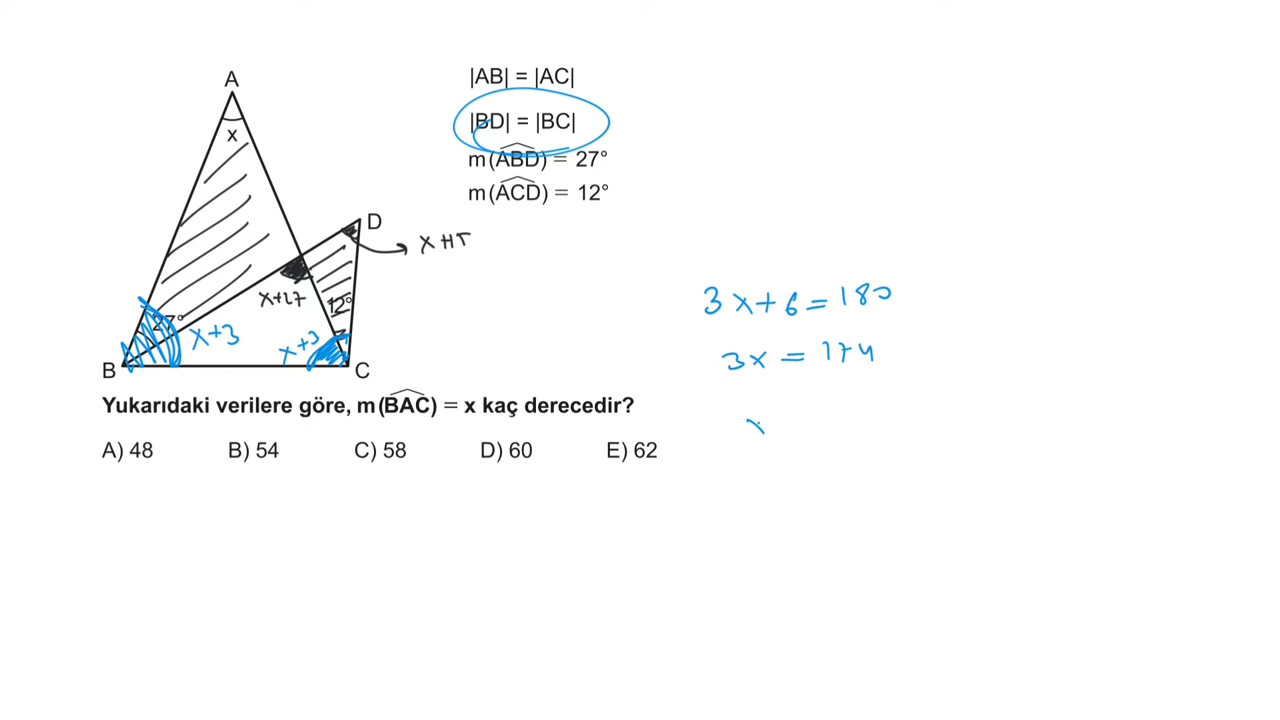 A
x
D
x+15
x+27
12°
27°
x+3
x+3
B
C
|AB| = |AC|
|BD| = |BC|
m(ABD) = 27°
m(ACD) = 12°
3x+6=180
3x = 174
x
Yukarıdaki verilere göre, m(BAC) = x kaç derecedir?
A) 48 B) 54 C) 58 D) 60 E) 62